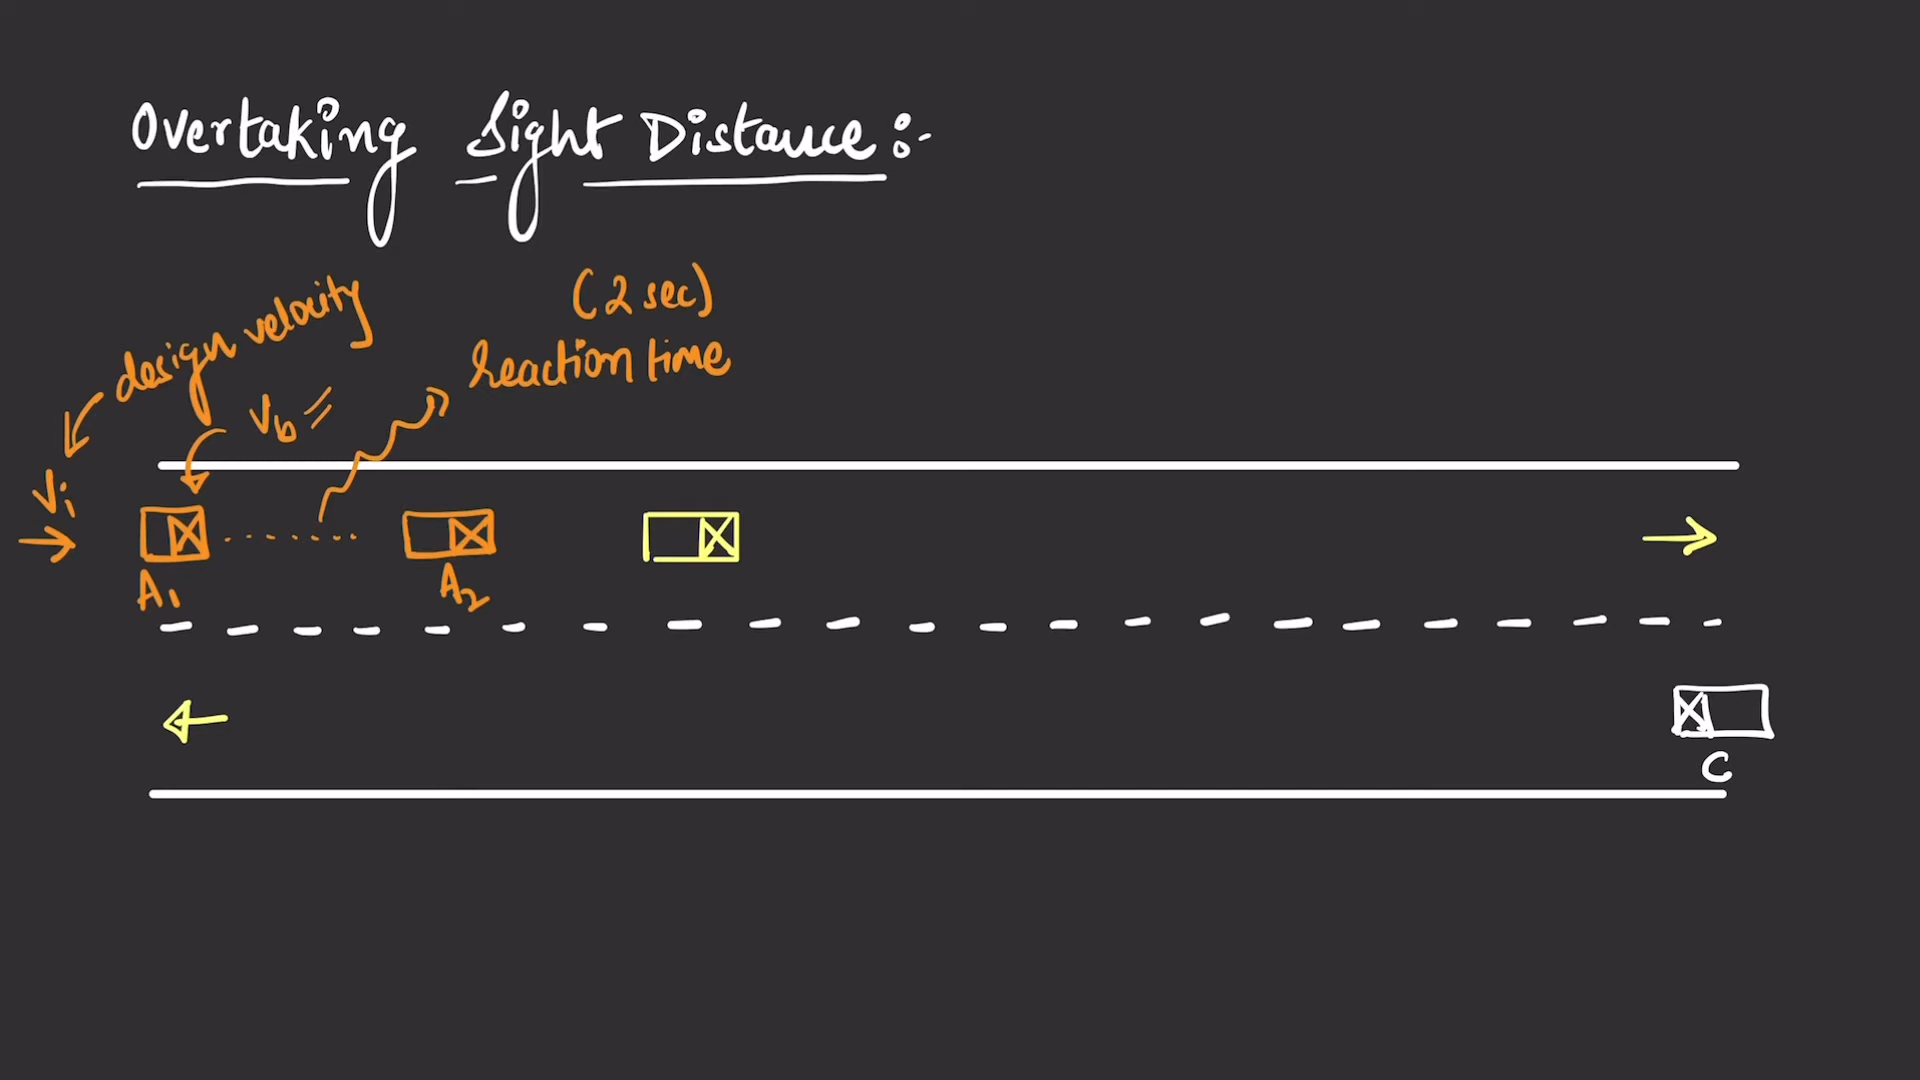 Overtaking Sight Distance :-
(2 sec)
reaction time
design velocity
Vb
Vi
A1
A2
C